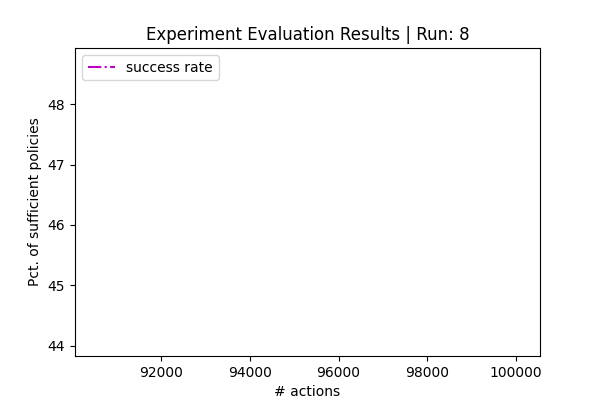 Experiment Evaluation Results | Run: 8
success rate
Pct. of sufficient policies
48
47
46
45
44
92000 94000 96000 98000 100000
# actions